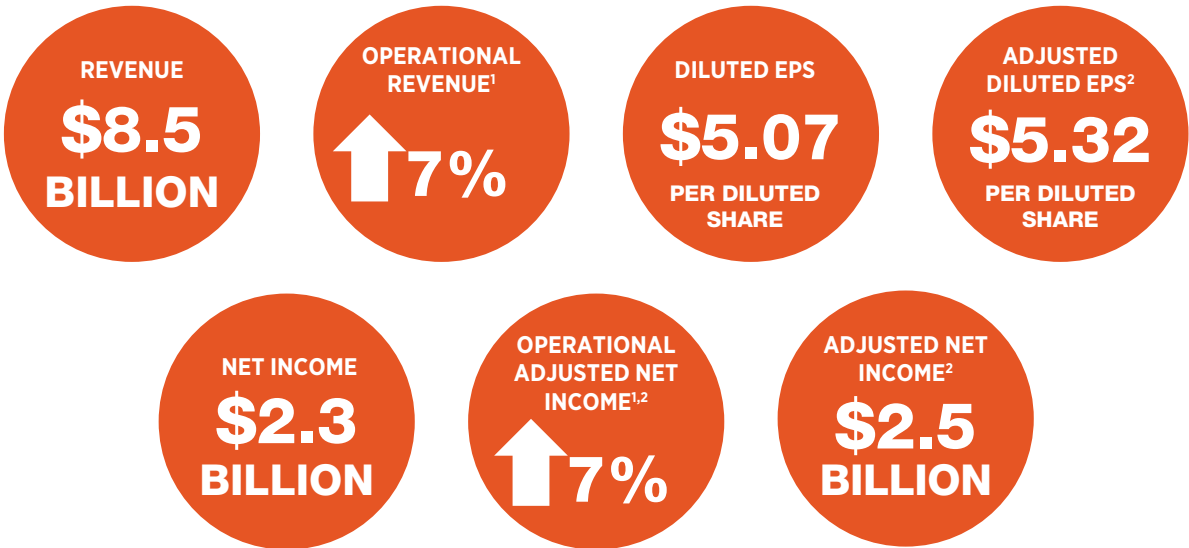 REVENUE
$8.5
BILLION
OPERATIONAL
REVENUE¹
7%
DILUTED EPS
$5.07
PER DILUTED
SHARE
ADJUSTED
DILUTED EPS²
$5.32
PER DILUTED
SHARE
NET INCOME
$2.3
BILLION
OPERATIONAL
ADJUSTED NET
INCOME¹,²
7%
ADJUSTED NET
INCOME²
$2.5
BILLION